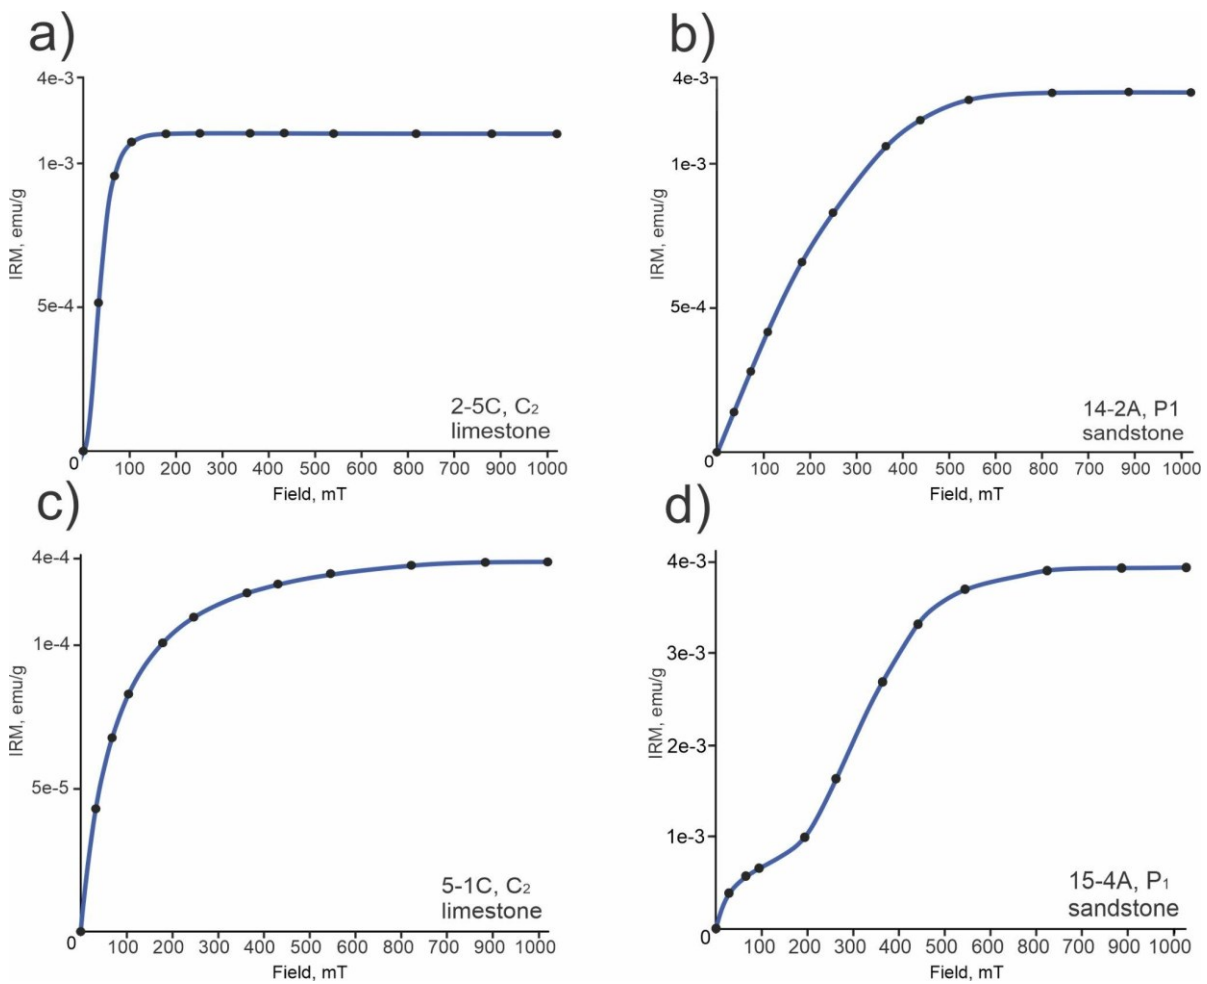 a)
4e-3
1e-3
5e-4
0
IRM, emu/g
100 200 300 400 500 600 700 800 900 1000
Field, mT
2-5C, C2
limestone
b)
4e-3
1e-3
5e-4
0
IRM, emu/g
100 200 300 400 500 600 700 800 900 1000
Field, mT
14-2A, P1
sandstone
c)
4e-4
1e-4
5e-5
0
IRM, emu/g
100 200 300 400 500 600 700 800 900 1000
Field, mT
5-1C, C2
limestone
d)
4e-3
3e-3
2e-3
1e-3
0
IRM, emu/g
100 200 300 400 500 600 700 800 700 1000
Field, mT
15-4A, P1
sandstone